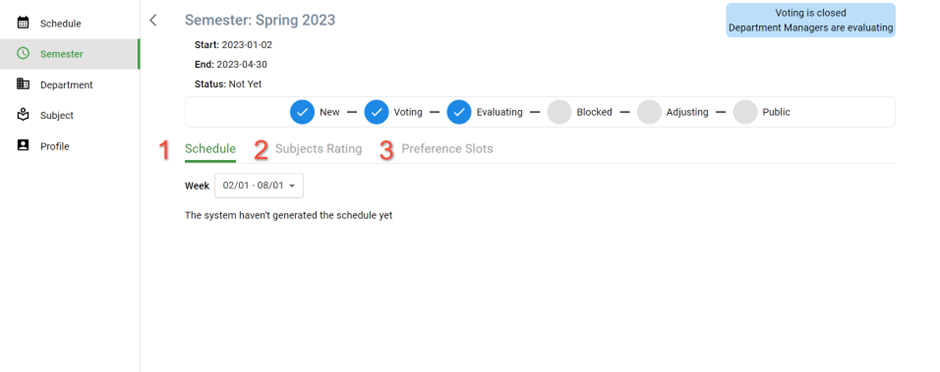 Schedule
Semester
Department
Subject
Profile
Semester: Spring 2023
Voting is closed
Department Managers are evaluating
Start: 2023-01-02
End: 2023-04-30
Status: Not Yet
New
Voting
Evaluating
Blocked
Adjusting
Public
1 Schedule 2 Subjects Rating 3 Preference Slots
Week 02/01 - 08/01
The system haven't generated the schedule yet